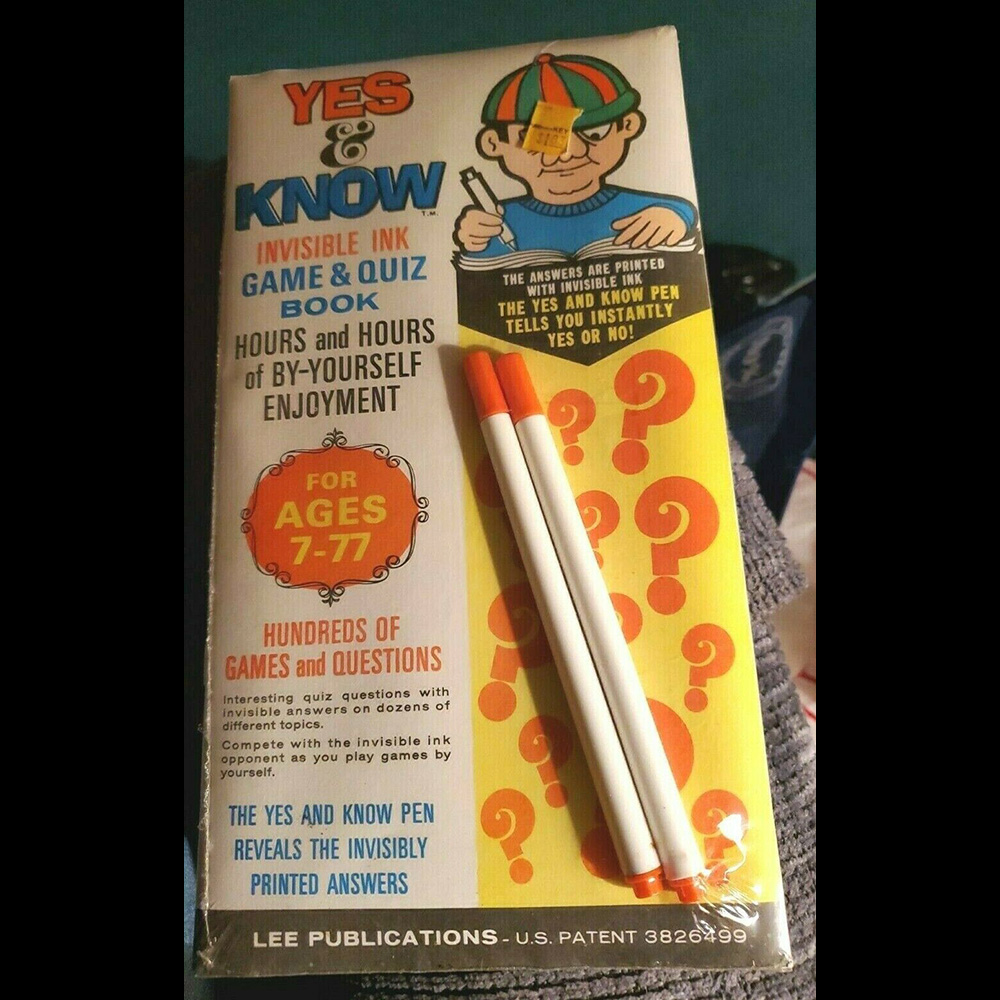 YES
&
KNOW
T.M.
INVISIBLE INK
GAME & QUIZ
BOOK
HOURS and HOURS
of BY-YOURSELF
ENJOYMENT
FOR
AGES
7-77
HUNDREDS OF
GAMES and QUESTIONS
Interesting quiz questions with
invisible answers on dozens of
different topics.
Compete with the invisible ink
opponent as you play games by
yourself.
THE YES AND KNOW PEN
REVEALS THE INVISIBLY
PRINTED ANSWERS
THE ANSWERS ARE PRINTED
WITH INVISIBLE INK
THE YES AND KNOW PEN
TELLS YOU INSTANTLY
YES OR NO!
LEE PUBLICATIONS - U.S. PATENT 3826499